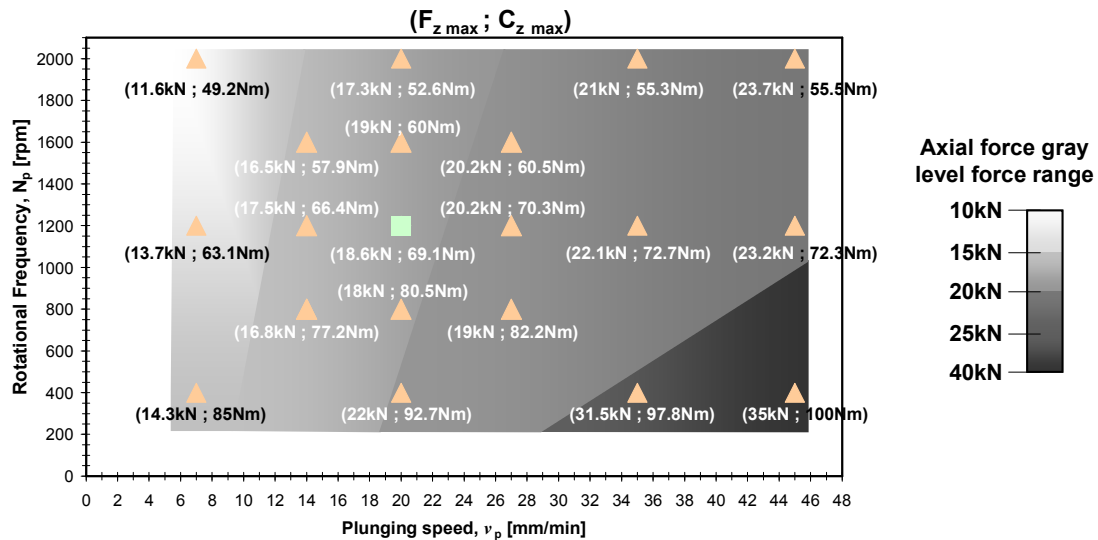 (Fz max ; Cz max)
Rotational Frequency, Np [rpm]
2000
1800
1600
1400
1200
1000
800
600
400
200
0
(11.6kN ; 49.2Nm)
(17.3kN ; 52.6Nm)
(21kN ; 55.3Nm)
(23.7kN ; 55.5Nm)
(19kN ; 60Nm)
(16.5kN ; 57.9Nm)
(20.2kN ; 60.5Nm)
(17.5kN ; 66.4Nm)
(20.2kN ; 70.3Nm)
(13.7kN ; 63.1Nm)
(18.6kN ; 69.1Nm)
(22.1kN ; 72.7Nm)
(23.2kN ; 72.3Nm)
(18kN ; 80.5Nm)
(16.8kN ; 77.2Nm)
(19kN ; 82.2Nm)
(14.3kN ; 85Nm)
(22kN ; 92.7Nm)
(31.5kN ; 97.8Nm)
(35kN ; 100Nm)
0 2 4 6 8 10 12 14 16 18 20 22 24 26 28 30 32 34 36 38 40 42 44 46 48
Plunging speed, vp [mm/min]
Axial force gray
level force range
10kN
15kN
20kN
25kN
40kN